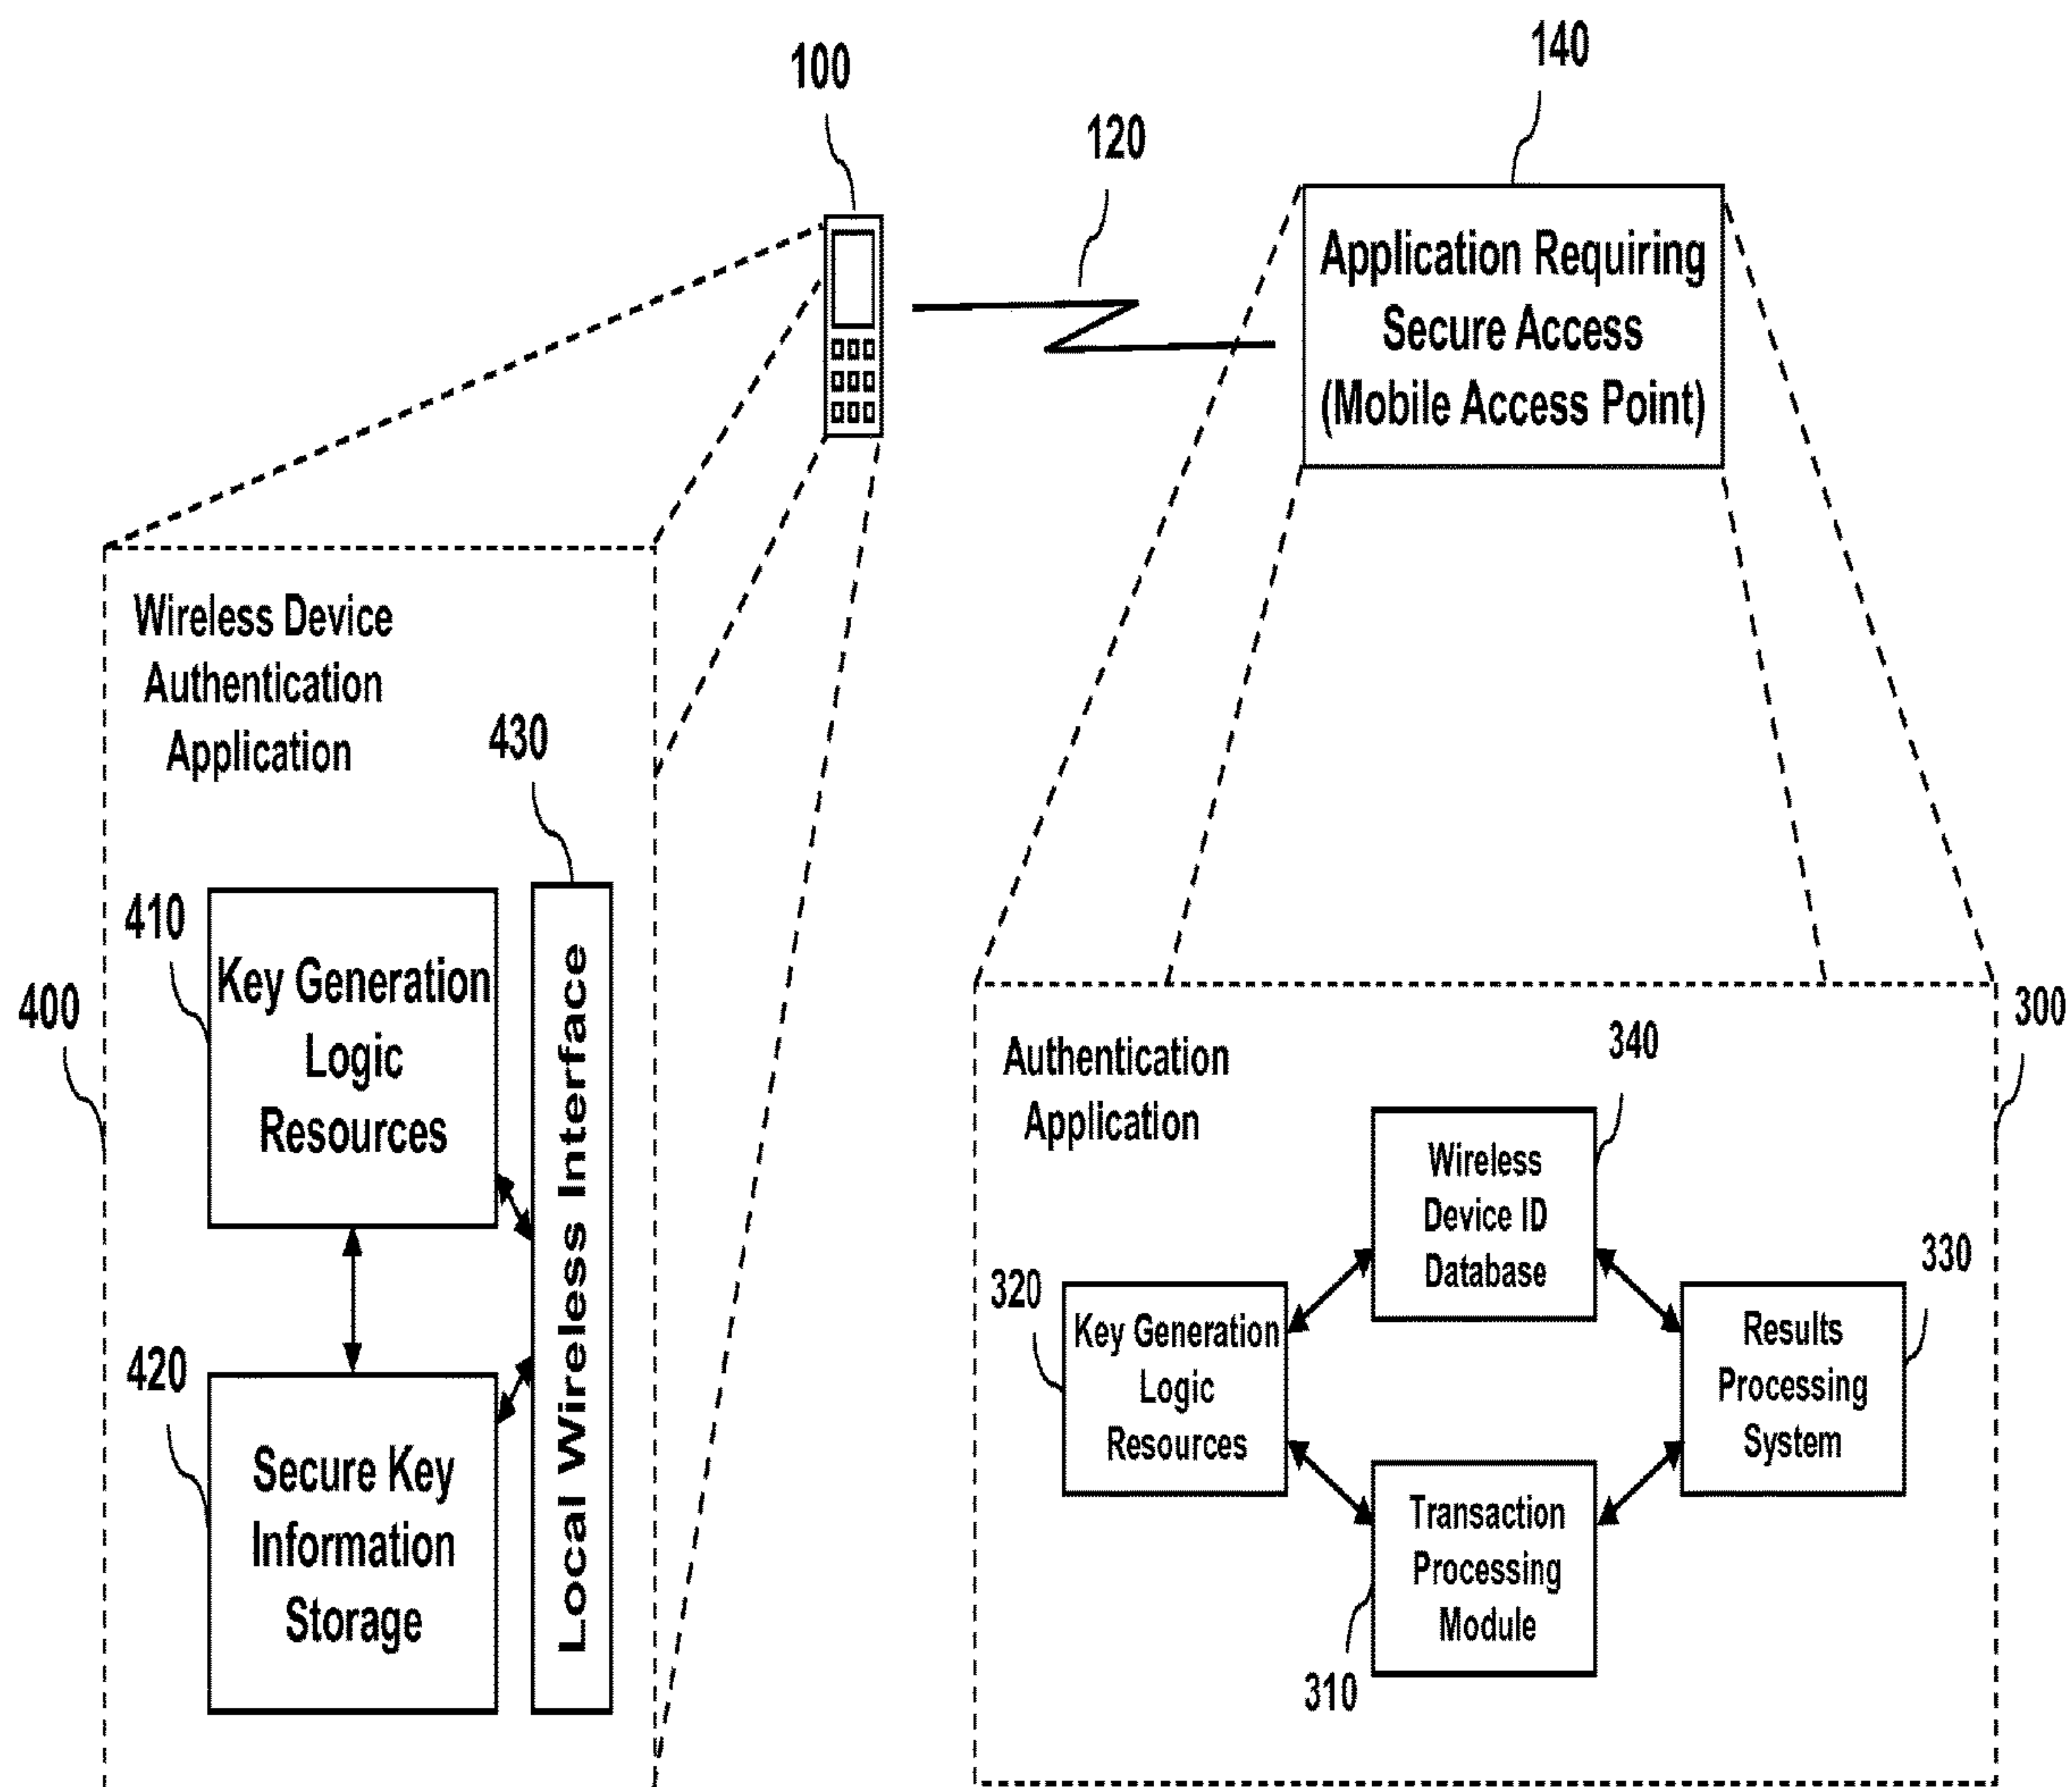 100
120
140
Application Requiring
Secure Access
(Mobile Access Point)
Wireless Device
Authentication
Application
430
410
Key Generation
Logic
Resources
400
Local Wireless Interface
420
Secure Key
Information
Storage
300
Authentication
Application
340
Wireless
Device ID
Database
320
Key Generation
Logic
Resources
330
Results
Processing
System
Transaction
Processing
Module
310